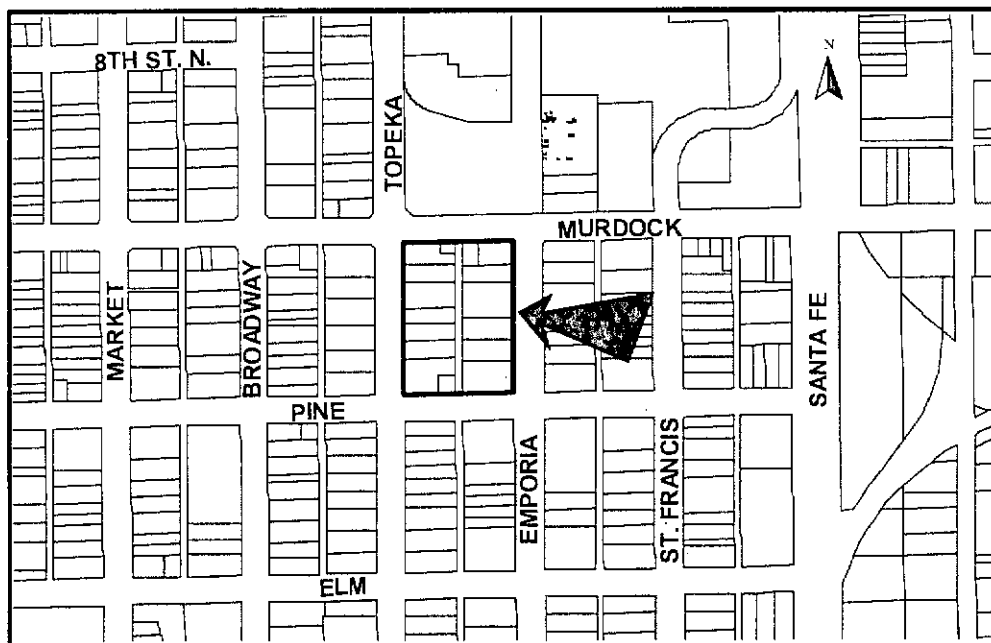 8TH ST. N.
N
TOPEKA
MURDOCK
MARKET
BROADWAY
SANTA FE
PINE
EMPORIA
ST. FRANCIS
ELM